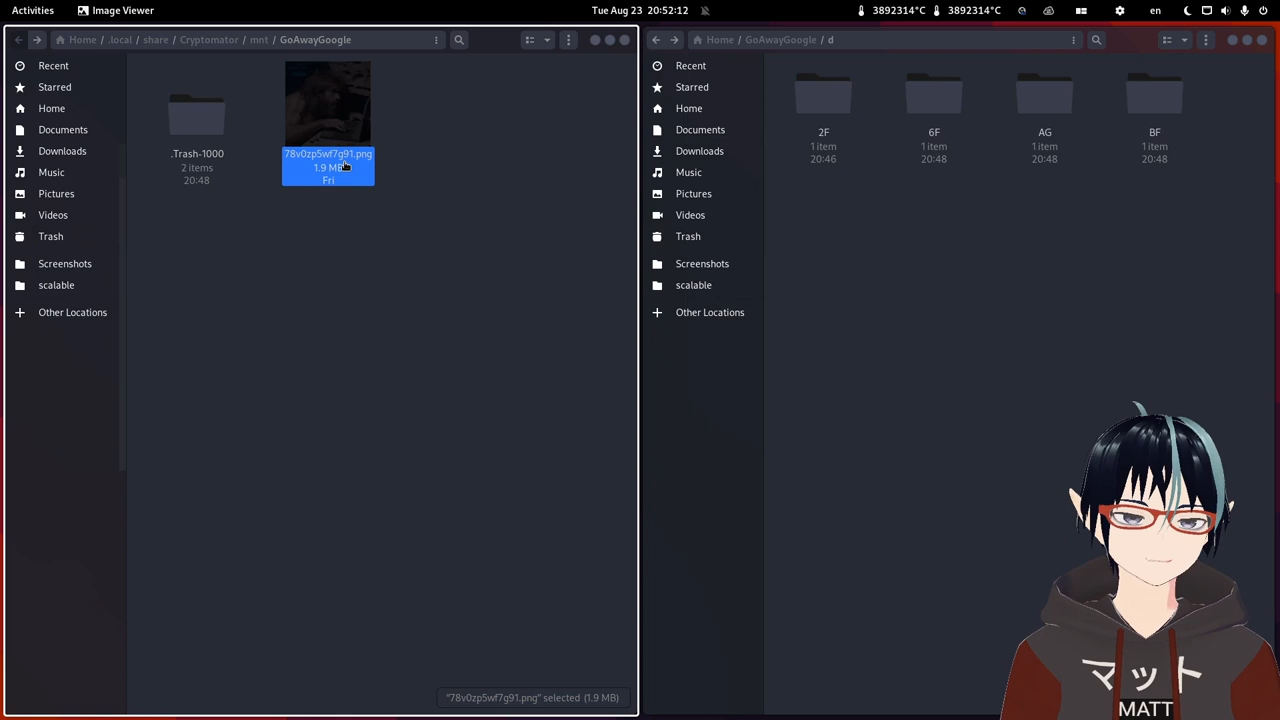 Activities Image Viewer Tue Aug 23 20:52:12 3892314°C 3892314°C en
Home / .local / share / Cryptomator / mnt / GoAwayGoogle
Recent
Starred
Home
Documents
Downloads
Music
Pictures
Videos
Trash
Screenshots
scalable
Other Locations
.Trash-1000
2 items
20:48
78v0zp5wf7g91.png
1.9 MB
Fri
"78v0zp5wf7g91.png" selected (1.9 MB)
Home / GoAwayGoogle / d
Recent
Starred
Home
Documents
Downloads
Music
Pictures
Videos
Trash
Screenshots
scalable
Other Locations
2F
1 item
20:46
6F
1 item
20:48
AG
1 item
20:48
BF
1 item
20:48
マット
MATT